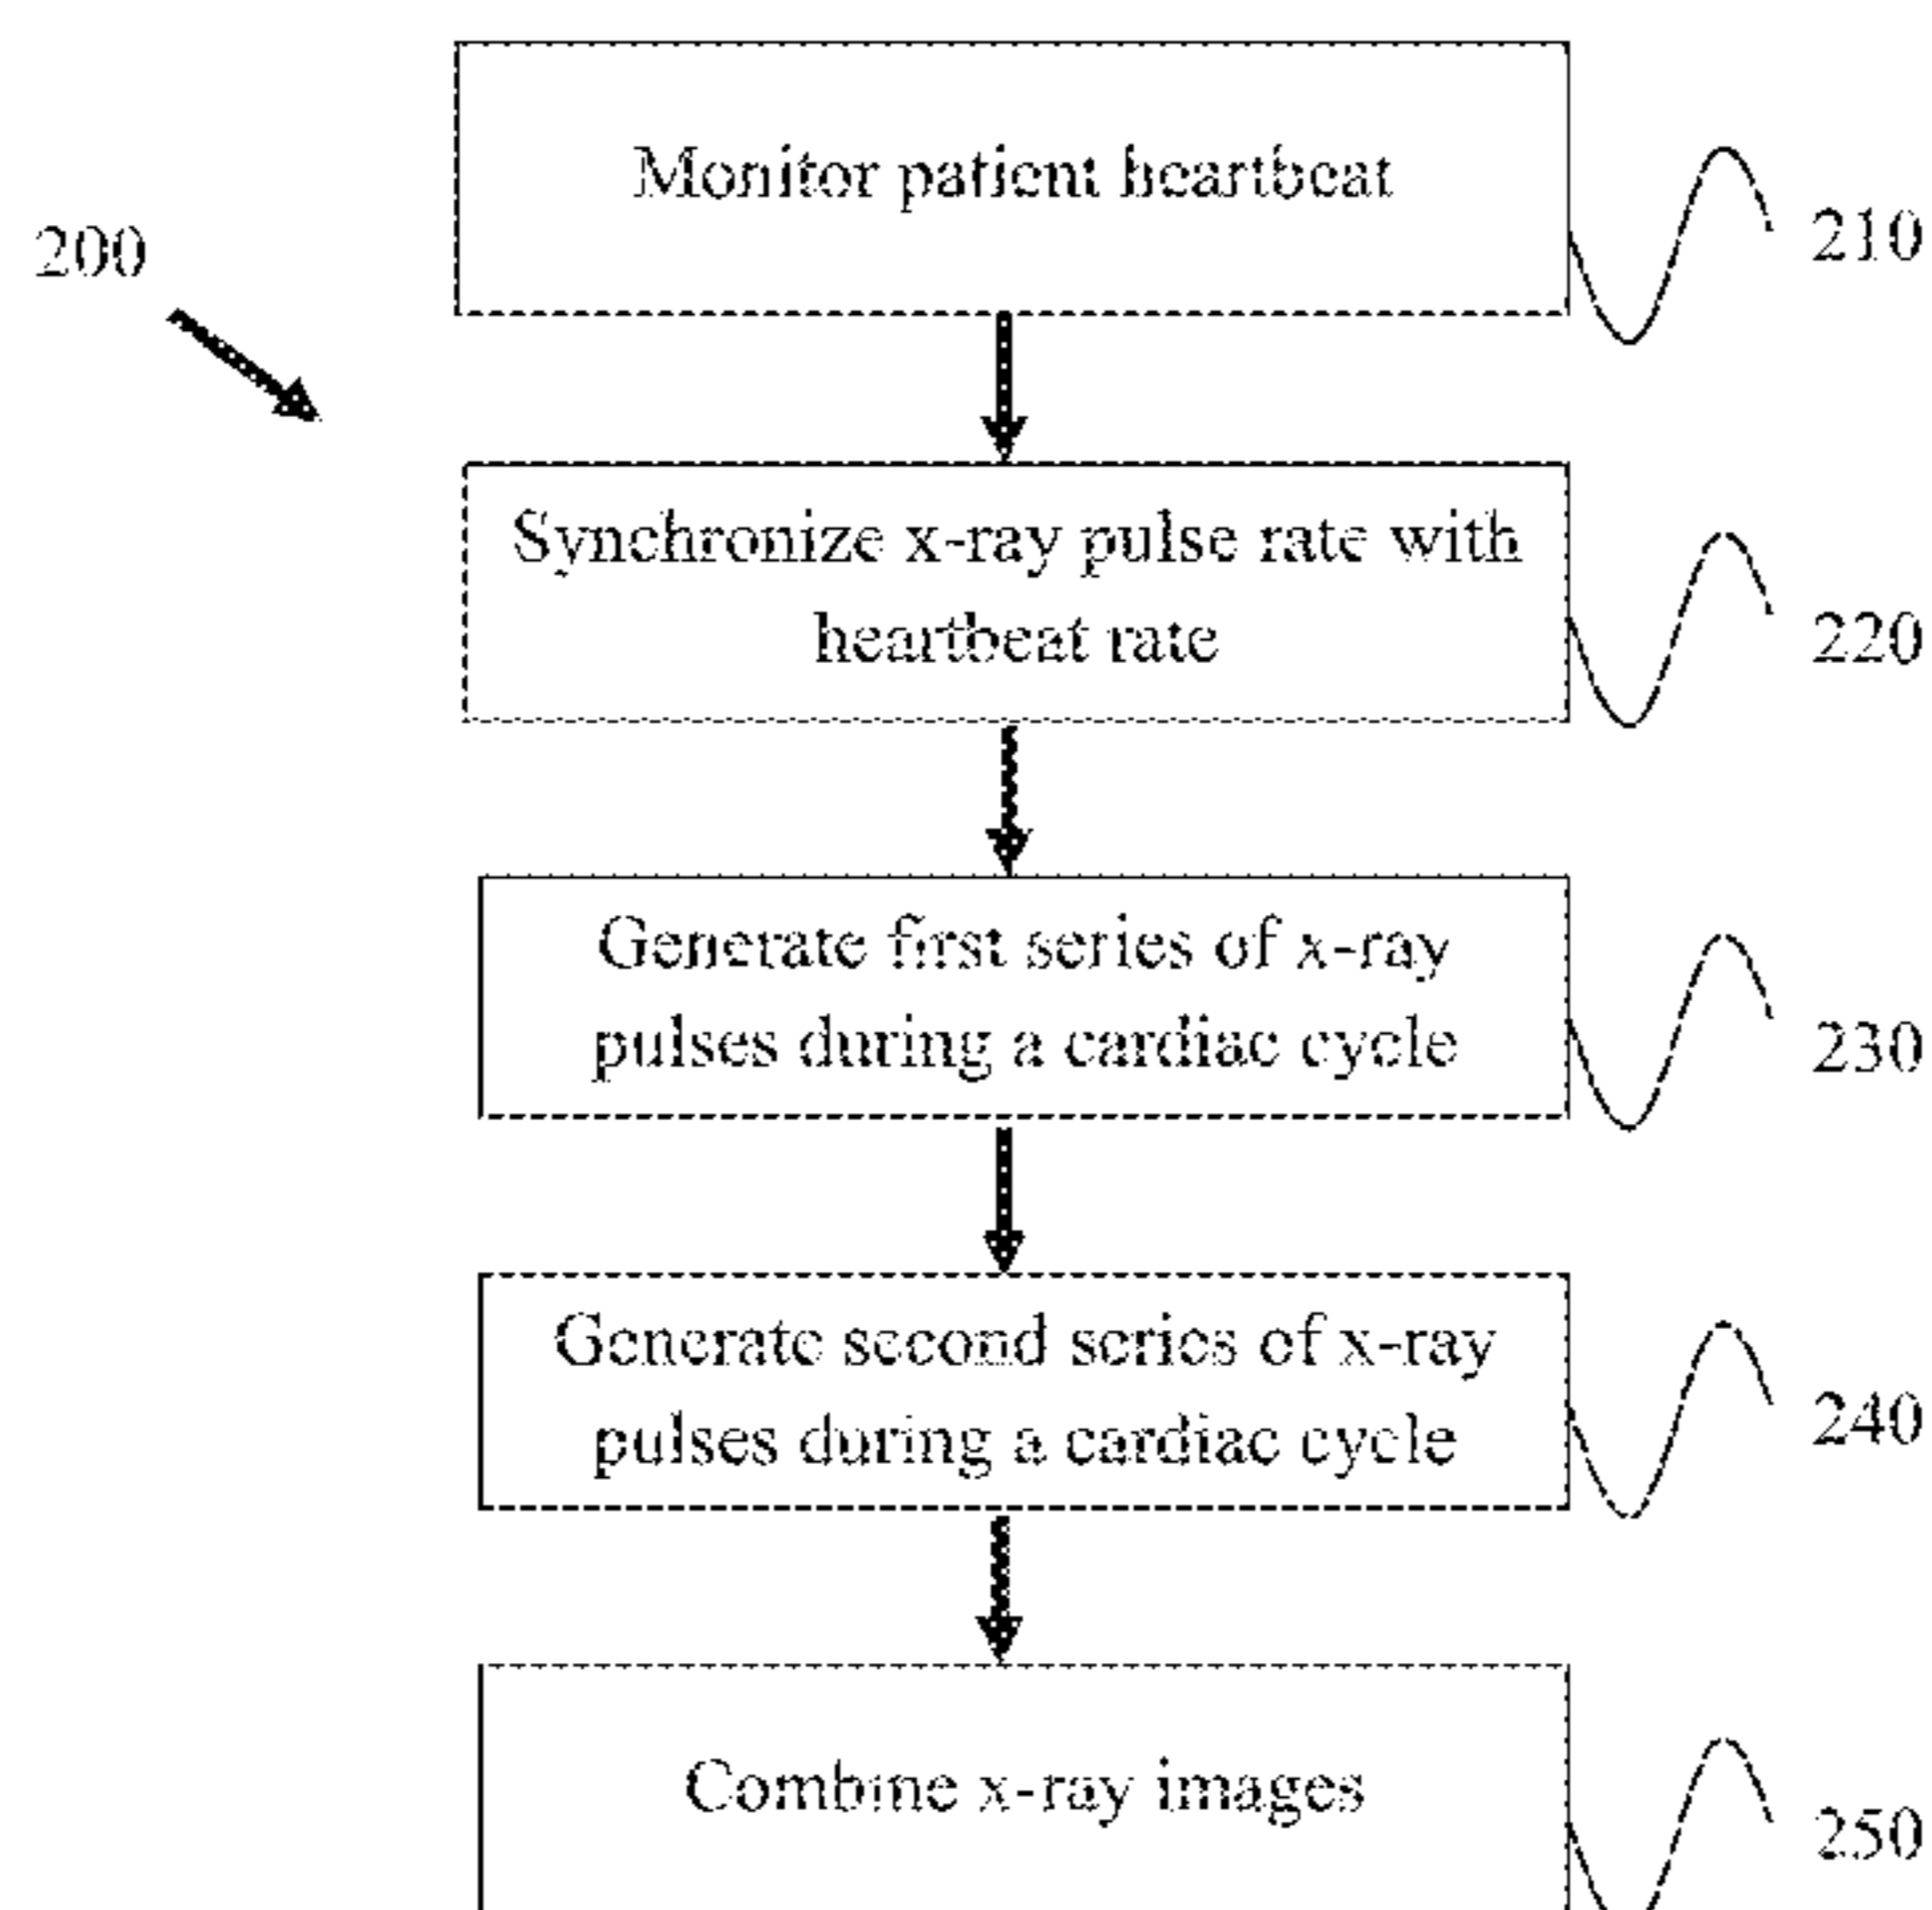 Monitor patient heartbeat
200
210
Synchronize x-ray pulse rate with
heartbeat rate
220
Generate first series of x-ray
pulses during a cardiac cycle
230
Generate second series of x-ray
pulses during a cardiac cycle
240
Combine x-ray images
250